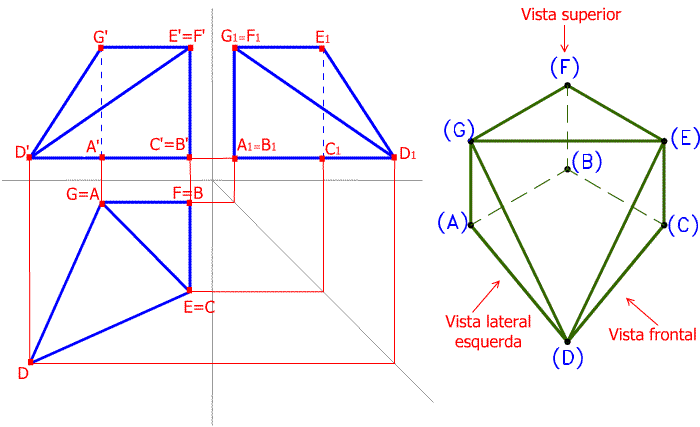 G' E'=F' G₁=F₁ E₁
D' A' C'=B' A₁=B₁ C₁ D₁
G=A F=B
E=C
D
Vista superior
(F)
(G) (E)
(B)
(A) (C)
Vista lateral
esquerda
Vista frontal
(D)